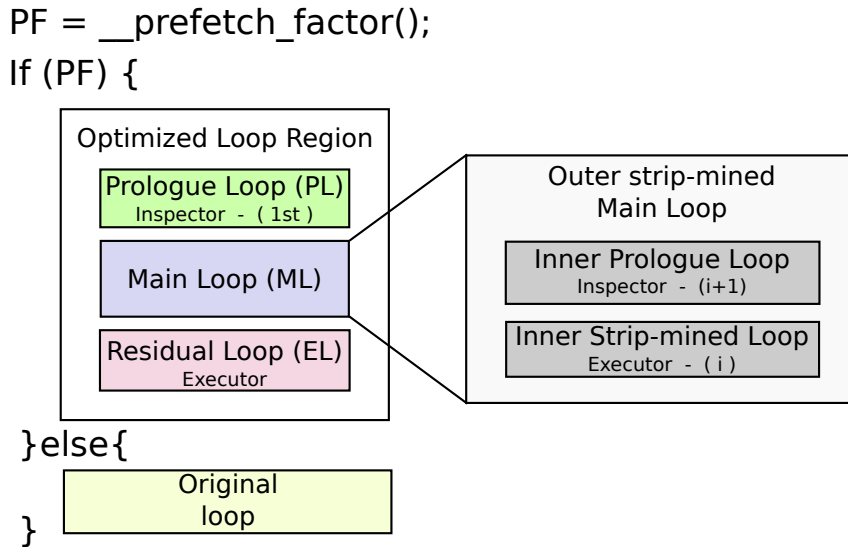 PF = __prefetch_factor();
If (PF) {
Optimized Loop Region
Prologue Loop (PL)
Inspector - ( 1st )
Main Loop (ML)
Residual Loop (EL)
Executor
Outer strip-mined
Main Loop
Inner Prologue Loop
Inspector - (i+1)
Inner Strip-mined Loop
Executor - ( i )
}else{
Original
loop
}